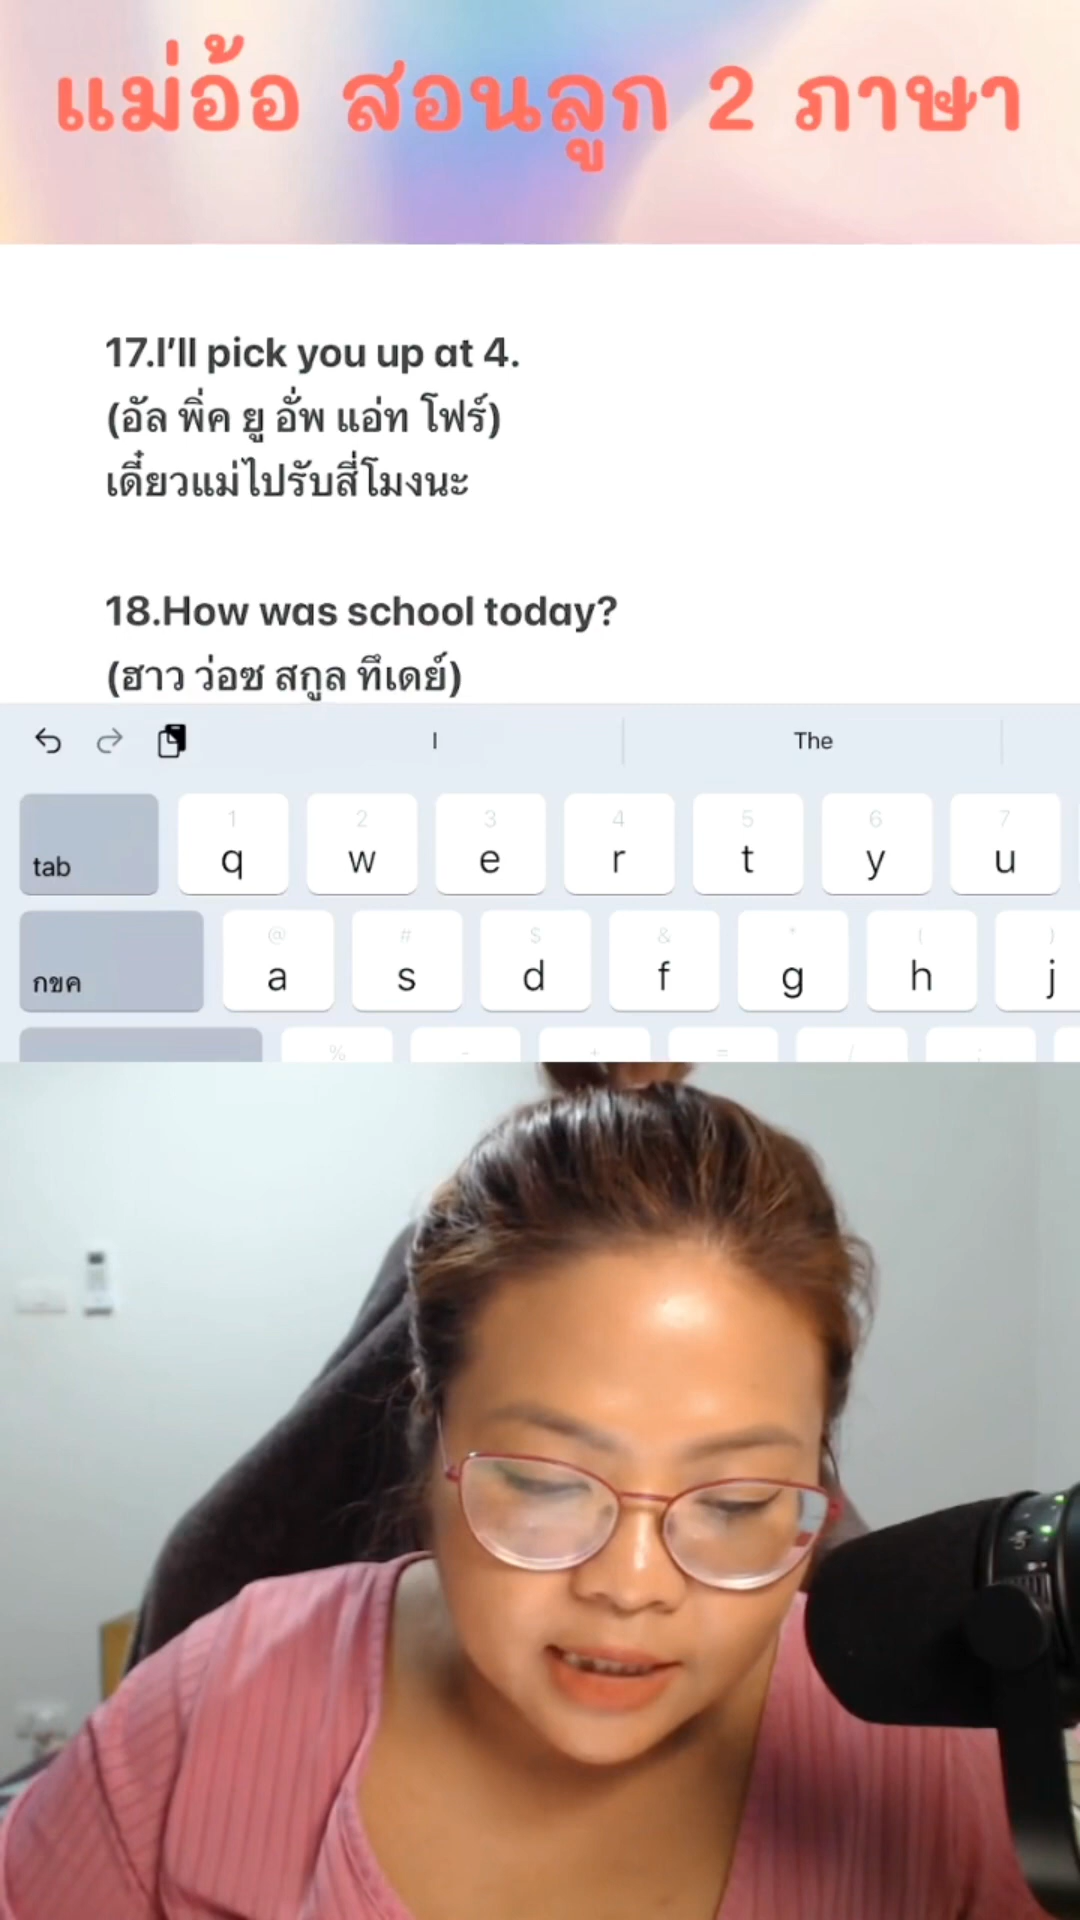 แม่อ้อ สอนลูก 2 ภาษา
17.I'll pick you up at 4.
(อัล พิ่ค ยู อั่พ แอ่ท โฟร์)
เดี๋ยวแม่ไปรับสี่โมงนะ
18.How was school today?
(ฮาว ว่อซ สกูล ทึเดย์)
I The
1 2 3 4 5 6 7
tab q w e r t y u
@ # $ & * ( )
กขค a s d f g h j
% - + = / ;